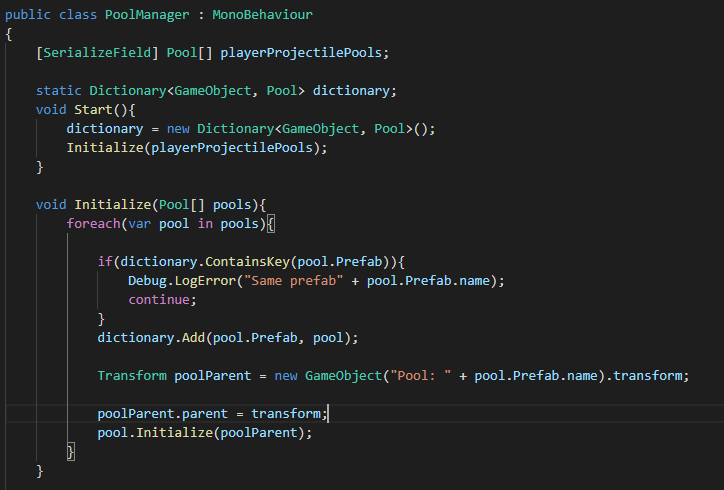 public class PoolManager : MonoBehaviour
{
    [SerializeField] Pool[] playerProjectilePools;

    static Dictionary<GameObject, Pool> dictionary;
    void Start(){
        dictionary = new Dictionary<GameObject, Pool>();
        Initialize(playerProjectilePools);
    }

    void Initialize(Pool[] pools){
        foreach(var pool in pools){

            if(dictionary.ContainsKey(pool.Prefab)){
                Debug.LogError("Same prefab" + pool.Prefab.name);
                continue;
            }
            dictionary.Add(pool.Prefab, pool);

            Transform poolParent = new GameObject("Pool: " + pool.Prefab.name).transform;

            poolParent.parent = transform;
            pool.Initialize(poolParent);
        }
    }